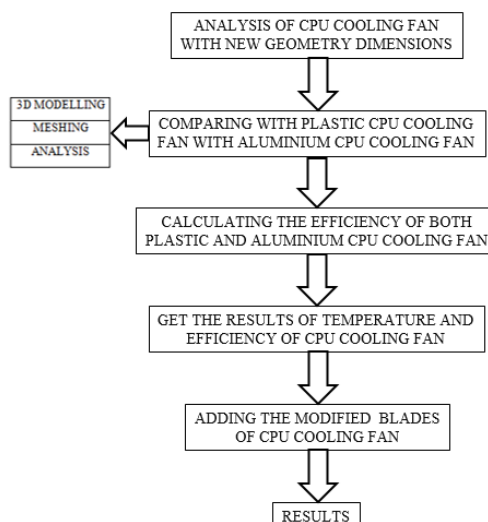 ANALYSIS OF CPU COOLING FAN
WITH NEW GEOMETRY DIMENSIONS
3D MODELLING
MESHING
ANALYSIS
COMPARING WITH PLASTIC CPU COOLING
FAN WITH ALUMINIUM CPU COOLING FAN
CALCULATING THE EFFICIENCY OF BOTH
PLASTIC AND ALUMINIUM CPU COOLING FAN
GET THE RESULTS OF TEMPERATURE AND
EFFICIENCY OF CPU COOLING FAN
ADDING THE MODIFIED BLADES
OF CPU COOLING FAN
RESULTS